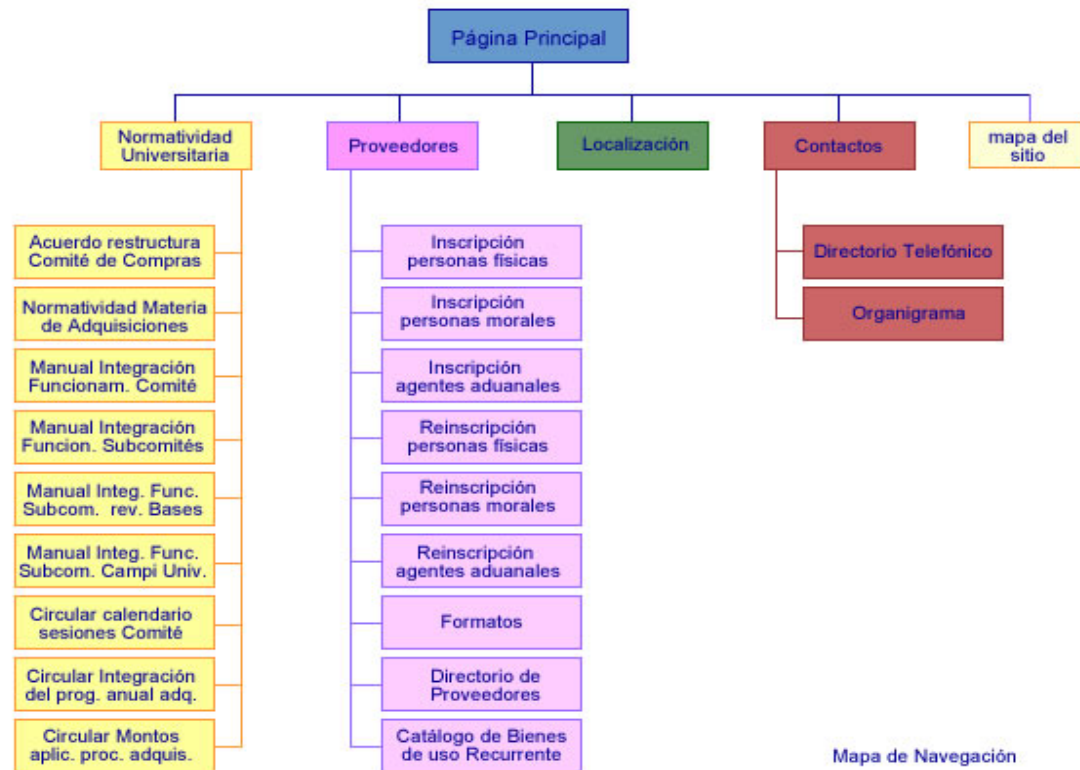 Página Principal
Normatividad
Universitaria
Proveedores
Localización
Contactos
mapa del
sitio
Acuerdo restructura
Comité de Compras
Normatividad Materia
de Adquisiciones
Manual Integración
Funcionam. Comité
Manual Integración
Funcion. Subcomités
Manual Integ. Func.
Subcom. rev. Bases
Manual Integ. Func.
Subcom. Campi Univ.
Circular calendario
sesiones Comité
Circular Integración
del prog. anual adq.
Circular Montos
aplic. proc. adquis.
Inscripción
personas físicas
Inscripción
personas morales
Inscripción
agentes aduanales
Reinscripción
personas físicas
Reinscripción
personas morales
Reinscripción
agentes aduanales
Formatos
Directorio de
Proveedores
Catálogo de Bienes
de uso Recurrente
Directorio Telefónico
Organigrama
Mapa de Navegación